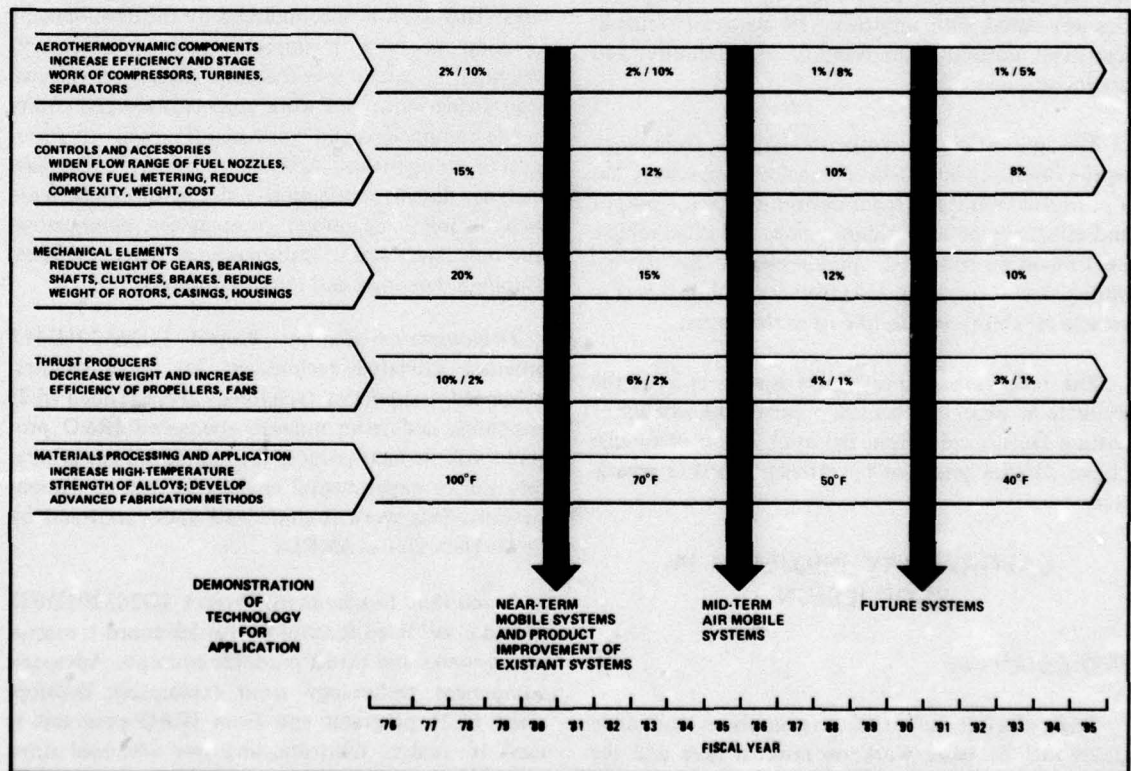 AEROTHERMODYNAMIC COMPONENTS
INCREASE EFFICIENCY AND STAGE
WORK OF COMPRESSORS, TURBINES,
SEPARATORS
2% / 10% 2% / 10% 1% / 8% 1% / 5%
CONTROLS AND ACCESSORIES
WIDEN FLOW RANGE OF FUEL NOZZLES,
IMPROVE FUEL METERING, REDUCE
COMPLEXITY, WEIGHT, COST
15% 12% 10% 8%
MECHANICAL ELEMENTS
REDUCE WEIGHT OF GEARS, BEARINGS,
SHAFTS, CLUTCHES, BRAKES. REDUCE
WEIGHT OF ROTORS, CASINGS, HOUSINGS
20% 15% 12% 10%
THRUST PRODUCERS
DECREASE WEIGHT AND INCREASE
EFFICIENCY OF PROPELLERS, FANS
10% / 2% 6% / 2% 4% / 1% 3% / 1%
MATERIALS PROCESSING AND APPLICATION
INCREASE HIGH-TEMPERATURE
STRENGTH OF ALLOYS; DEVELOP
ADVANCED FABRICATION METHODS
100°F 70°F 50°F 40°F
DEMONSTRATION
OF
TECHNOLOGY
FOR
APPLICATION
NEAR-TERM
MOBILE SYSTEMS
AND PRODUCT
IMPROVEMENT OF
EXISTANT SYSTEMS
MID-TERM
AIR MOBILE
SYSTEMS
FUTURE SYSTEMS
'76 '77 '78 '79 '80 '81 '82 '83 '84 '85 '86 '87 '88 '89 '90 '91 '92 '93 '94 '95
FISCAL YEAR